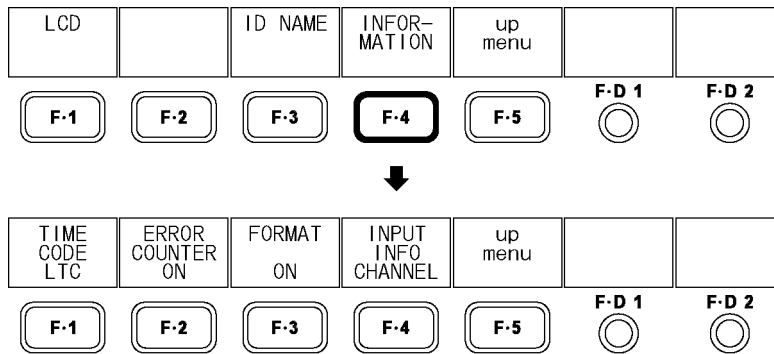 LCD
ID NAME
INFOR-
MATION
up
menu
F·1
F·2
F·3
F·4
F·5
F·D 1
F·D 2
TIME
CODE
LTC
ERROR
COUNTER
ON
FORMAT
ON
INPUT
INFO
CHANNEL
up
menu
F·1
F·2
F·3
F·4
F·5
F·D 1
F·D 2